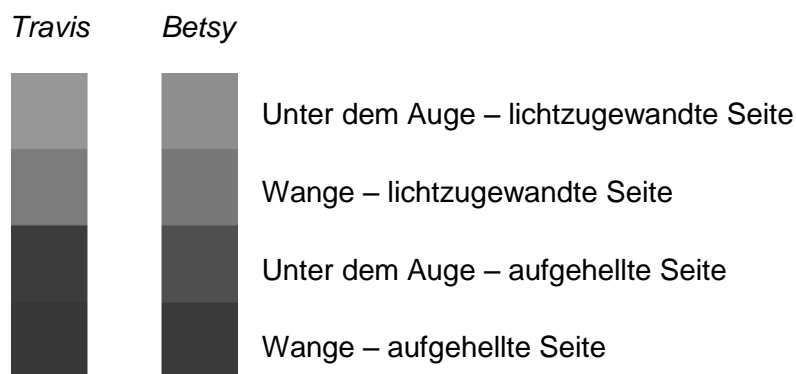 Travis Betsy
Unter dem Auge – lichtzugewandte Seite
Wange – lichtzugewandte Seite
Unter dem Auge – aufgehellte Seite
Wange – aufgehellte Seite